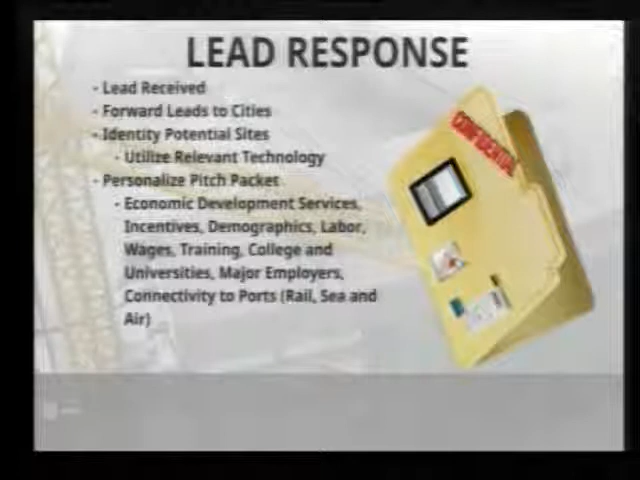 LEAD RESPONSE
- Lead Received
- Forward Leads to Cities
- Identity Potential Sites
- Utilize Relevant Technology
- Personalize Pitch Packet
- Economic Development Services,
Incentives, Demographics, Labor,
Wages, Training, College and
Universities, Major Employers,
Connectivity to Ports (Rail, Sea and
Air)
CONFIDENTIAL